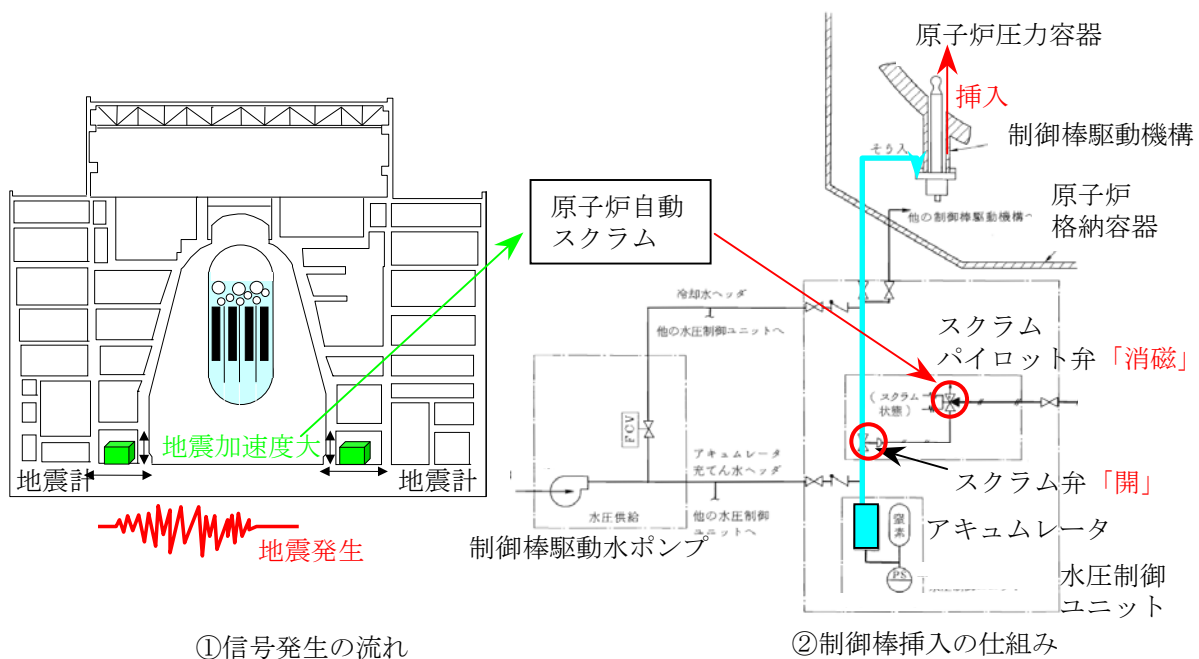 原子炉圧力容器
挿入
制御棒駆動機構
そう入
原子炉
格納容器
他の制御棒駆動機構へ
原子炉自動
スクラム
冷却水ヘッダ
他の水圧制御ユニットへ
スクラム
パイロット弁「消磁」
(スクラム
状態)
FCV
地震加速度大
地震計
地震計
アキュムレータ
充てん水ヘッダ
スクラム弁「開」
水圧供給
他の水圧制御
ユニットへ
窒素
アキュムレータ
制御棒駆動水ポンプ
地震発生
PS
水圧制御
ユニット
①信号発生の流れ
②制御棒挿入の仕組み